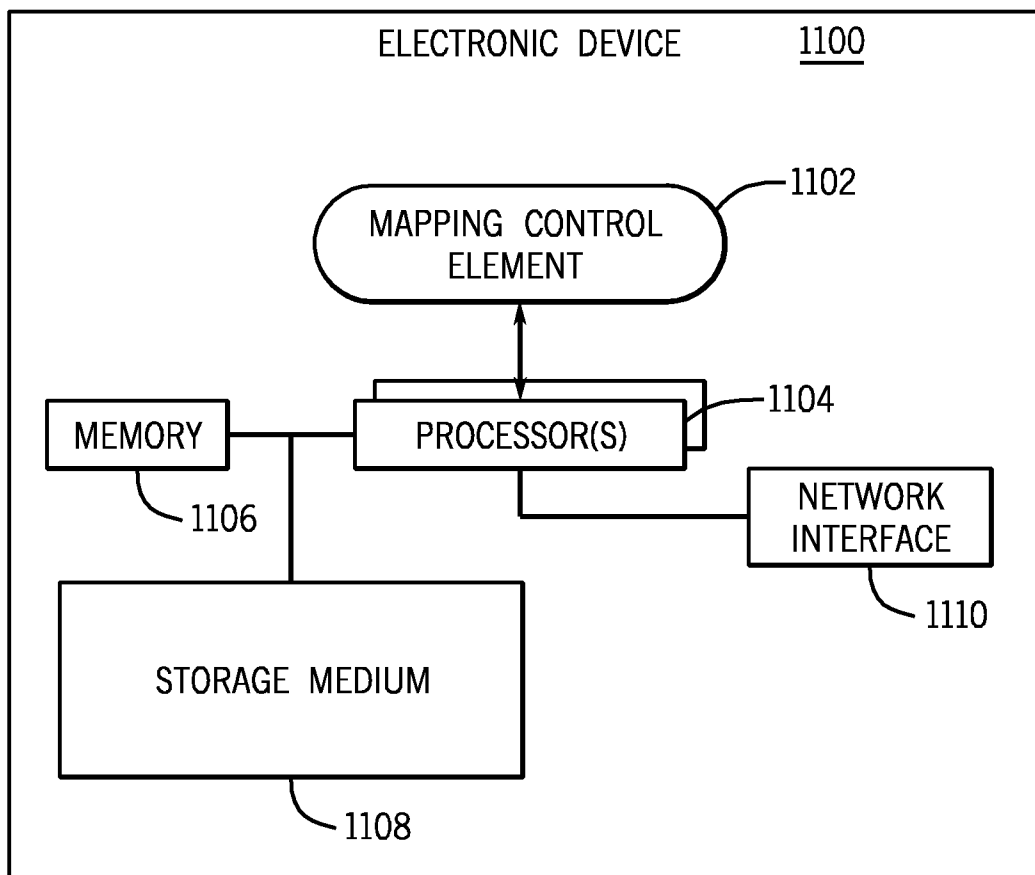 ELECTRONIC DEVICE 1100
1102
MAPPING CONTROL
ELEMENT
1104
MEMORY
PROCESSOR(S)
1106
NETWORK
INTERFACE
1110
STORAGE MEDIUM
1108